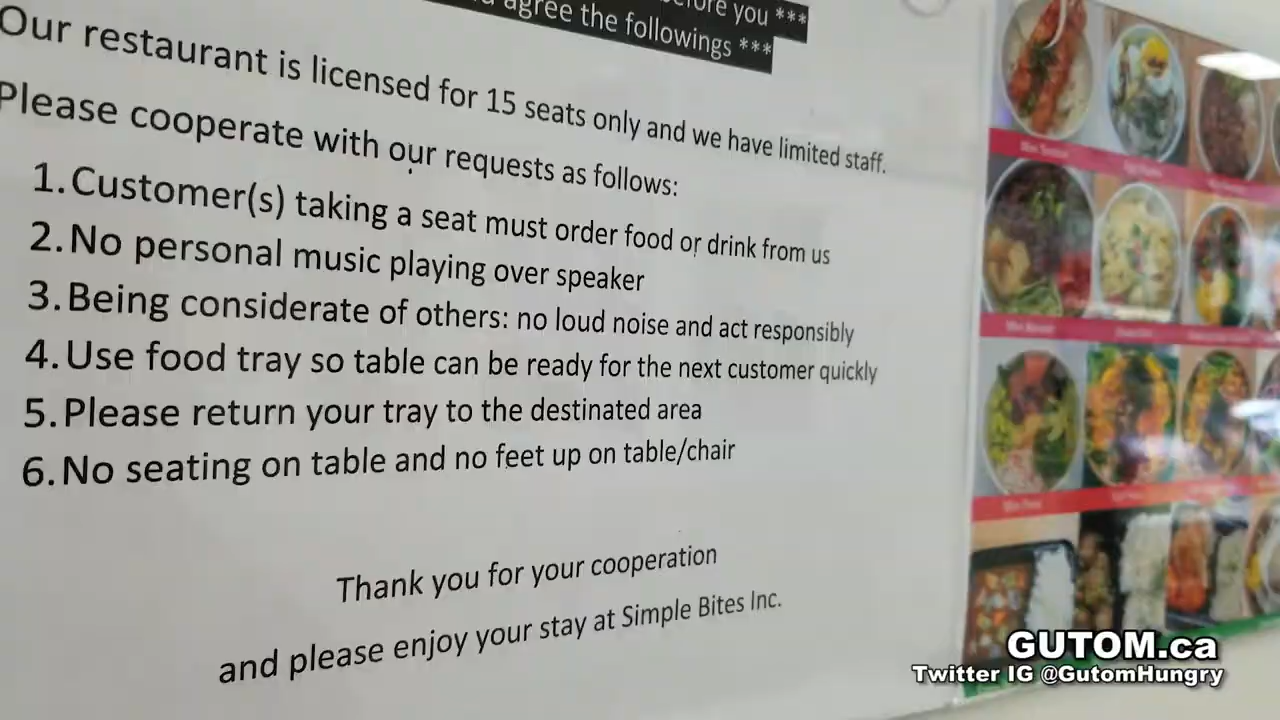 before you ***
agree the followings ***
Our restaurant is licensed for 15 seats only and we have limited staff.
Please cooperate with our requests as follows:
1. Customer(s) taking a seat must order food or drink from us
2. No personal music playing over speaker
3. Being considerate of others: no loud noise and act responsibly
4. Use food tray so table can be ready for the next customer quickly
5. Please return your tray to the destinated area
6. No seating on table and no feet up on table/chair
Thank you for your cooperation
and please enjoy your stay at Simple Bites Inc.
GUTOM.ca
Twitter IG @GutomHungry